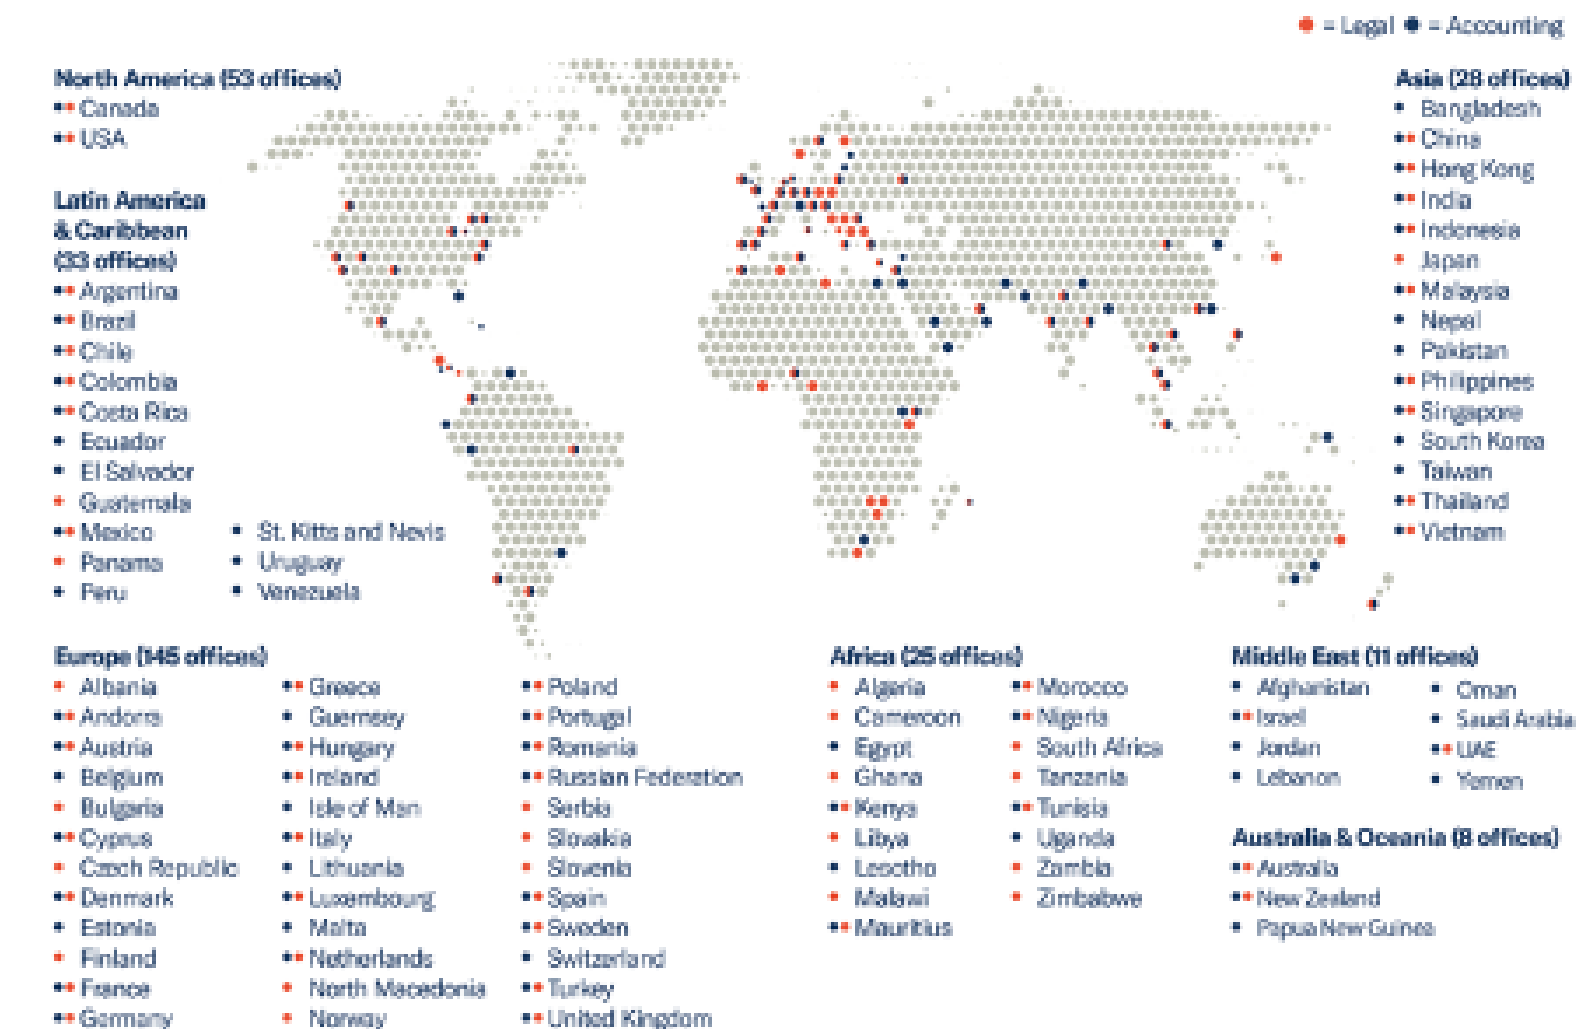 = Legal = Accounting
North America (53 offices)
Canada
USA
Latin America
& Caribbean
(33 offices)
Argentina
Brazil
Chile
Colombia
Costa Rica
Ecuador
El Salvador
Guatemala
Mexico
Panama
Peru
St. Kitts and Nevis
Uruguay
Venezuela
Asia (28 offices)
Bangladesh
China
Hong Kong
India
Indonesia
Japan
Malaysia
Nepal
Pakistan
Philippines
Singapore
South Korea
Taiwan
Thailand
Vietnam
Europe (145 offices)
Albania
Andorra
Austria
Belgium
Bulgaria
Cyprus
Czech Republic
Denmark
Estonia
Finland
France
Germany
Greece
Guernsey
Hungary
Ireland
Isle of Man
Italy
Lithuania
Luxembourg
Malta
Netherlands
North Macedonia
Norway
Poland
Portugal
Romania
Russian Federation
Serbia
Slovakia
Slovenia
Spain
Sweden
Switzerland
Turkey
United Kingdom
Africa (25 offices)
Algeria
Cameroon
Egypt
Ghana
Kenya
Libya
Lesotho
Malawi
Mauritius
Morocco
Nigeria
South Africa
Tanzania
Tunisia
Uganda
Zambia
Zimbabwe
Middle East (11 offices)
Afghanistan
Israel
Jordan
Lebanon
Oman
Saudi Arabia
UAE
Yemen
Australia & Oceania (8 offices)
Australia
New Zealand
Papua New Guinea